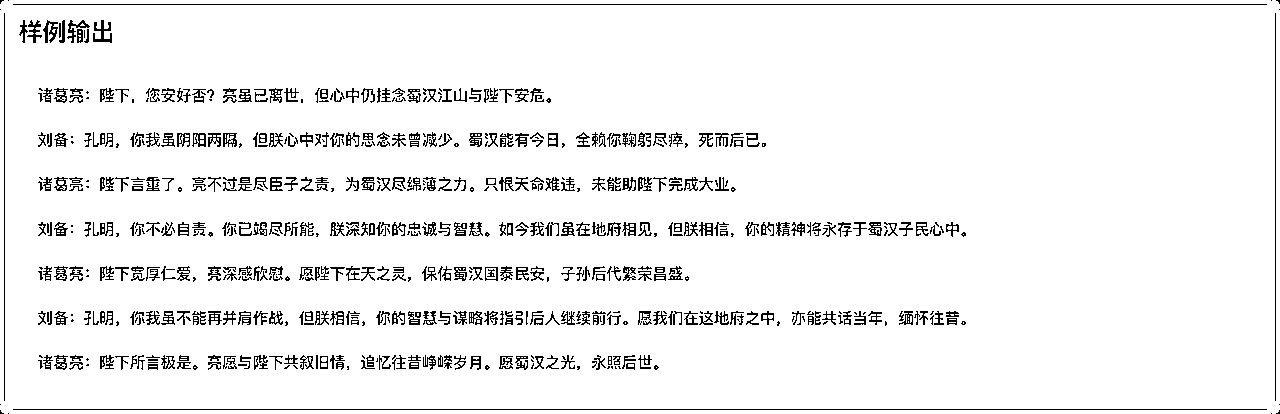 样例输出
诸葛亮：陛下，您安好否？亮虽已离世，但心中仍挂念蜀汉江山与陛下安危。
刘备：孔明，你我虽阴阳两隔，但朕心中对你的思念未曾减少。蜀汉能有今日，全赖你鞠躬尽瘁，死而后已。
诸葛亮：陛下言重了。亮不过是尽臣子之责，为蜀汉尽绵薄之力。只恨天命难违，未能助陛下完成大业。
刘备：孔明，你不必自责。你已竭尽所能，朕深知你的忠诚与智慧。如今我们虽在地府相见，但朕相信，你的精神将永存于蜀汉子民心中。
诸葛亮：陛下宽厚仁爱，亮深感欣慰。愿陛下在天之灵，保佑蜀汉国泰民安，子孙后代繁荣昌盛。
刘备：孔明，你我虽不能再并肩作战，但朕相信，你的智慧与谋略将指引后人继续前行。愿我们在这地府之中，亦能共话当年，缅怀往昔。
诸葛亮：陛下所言极是。亮愿与陛下共叙旧情，追忆往昔峥嵘岁月。愿蜀汉之光，永照后世。